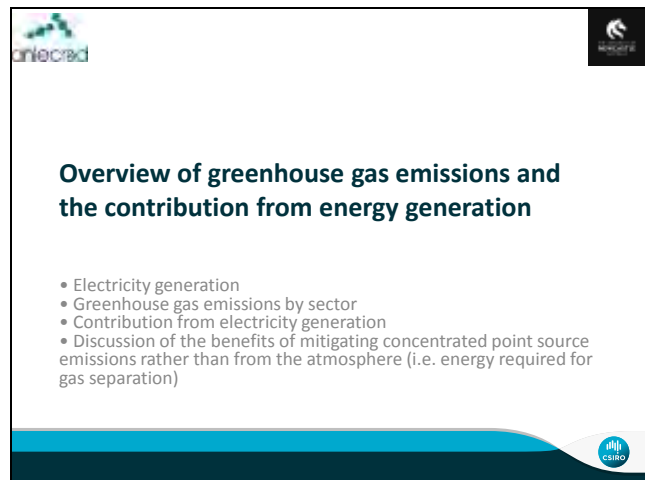 anlecr&d
Overview of greenhouse gas emissions and
the contribution from energy generation
• Electricity generation
• Greenhouse gas emissions by sector
• Contribution from electricity generation
• Discussion of the benefits of mitigating concentrated point source
emissions rather than from the atmosphere (i.e. energy required for
gas separation)
CSIRO